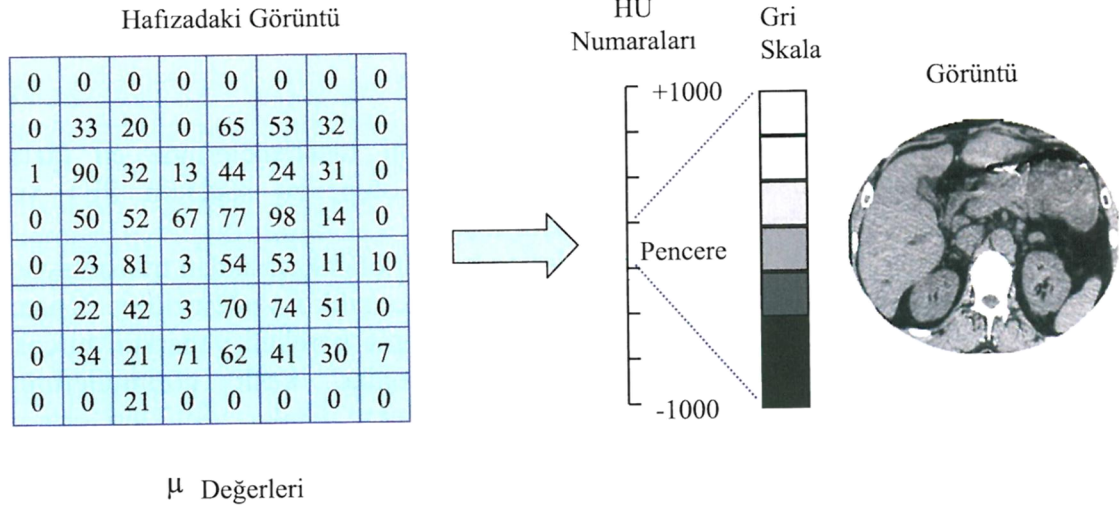 Hafızadaki Görüntü
0 0 0 0 0 0 0 0
0 33 20 0 65 53 32 0
1 90 32 13 44 24 31 0
0 50 52 67 77 98 14 0
0 23 81 3 54 53 11 10
0 22 42 3 70 74 51 0
0 34 21 71 62 41 30 7
0 0 21 0 0 0 0 0
µ Değerleri
HU
Numaraları
+1000
Pencere
-1000
Gri
Skala
Görüntü